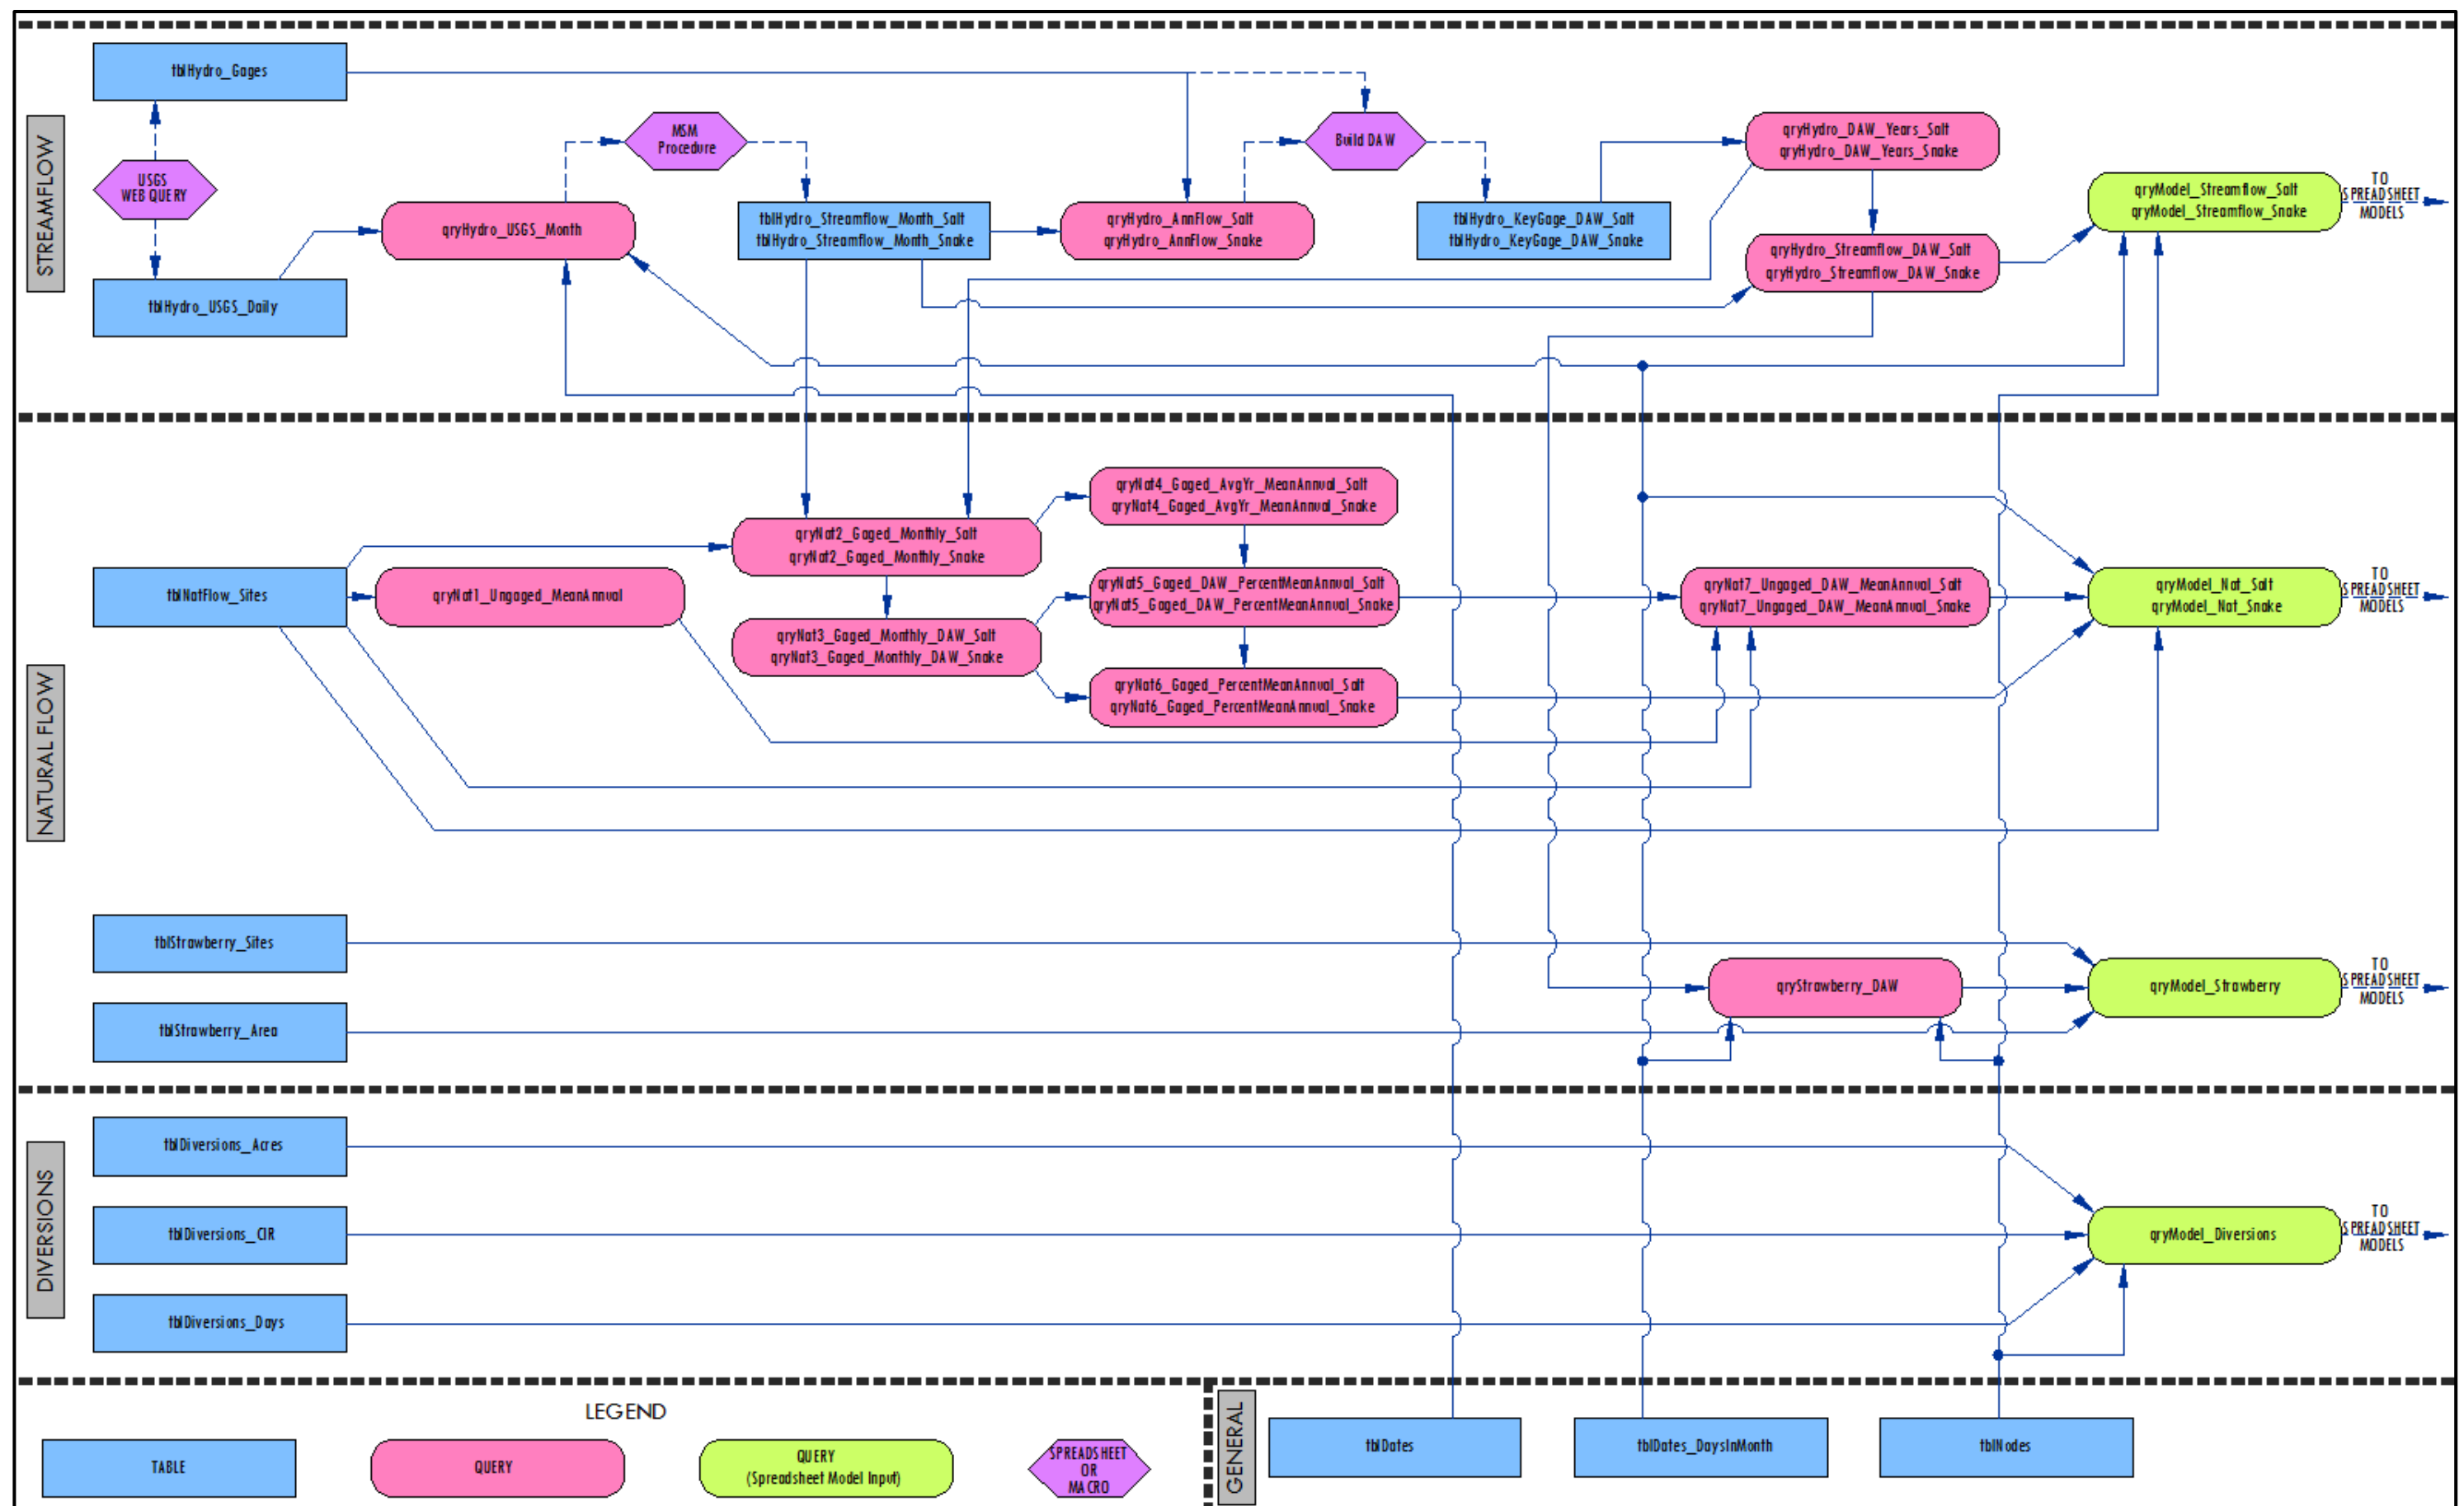 STREAMFLOW
tblHydro_Gages
USGS
WEB QUERY
tblHydro_USGS_Daily
qryHydro_USGS_Month
MSM
Procedure
tblHydro_Streamflow_Month_Salt
tblHydro_Streamflow_Month_Snake
qryHydro_AnnFlow_Salt
qryHydro_AnnFlow_Snake
Build DAW
tblHydro_KeyGage_DAW_Salt
tblHydro_KeyGage_DAW_Snake
qryHydro_DAW_Years_Salt
qryHydro_DAW_Years_Snake
qryHydro_Streamflow_DAW_Salt
qryHydro_Streamflow_DAW_Snake
qryModel_Streamflow_Salt
qryModel_Streamflow_Snake
TO
SPREADSHEET
MODELS
NATURAL FLOW
tblNatFlow_Sites
qryNat1_Ungaged_MeanAnnual
qryNat2_Gaged_Monthly_Salt
qryNat2_Gaged_Monthly_Snake
qryNat3_Gaged_Monthly_DAW_Salt
qryNat3_Gaged_Monthly_DAW_Snake
qryNat4_Gaged_AvgYr_MeanAnnual_Salt
qryNat4_Gaged_AvgYr_MeanAnnual_Snake
qryNat5_Gaged_DAW_PercentMeanAnnual_Salt
qryNat5_Gaged_DAW_PercentMeanAnnual_Snake
qryNat6_Gaged_PercentMeanAnnual_Salt
qryNat6_Gaged_PercentMeanAnnual_Snake
qryNat7_Ungaged_DAW_MeanAnnual_Salt
qryNat7_Ungaged_DAW_MeanAnnual_Snake
qryModel_Nat_Salt
qryModel_Nat_Snake
TO
SPREADSHEET
MODELS
tblStrawberry_Sites
tblStrawberry_Area
qryStrawberry_DAW
qryModel_Strawberry
TO
SPREADSHEET
MODELS
DIVERSIONS
tblDiversions_Acres
tblDiversions_CIR
tblDiversions_Days
qryModel_Diversions
TO
SPREADSHEET
MODELS
LEGEND
TABLE
QUERY
QUERY
(Spreadsheet Model Input)
SPREADSHEET
OR
MACRO
GENERAL
tblDates
tblDates_DaysInMonth
tblNodes